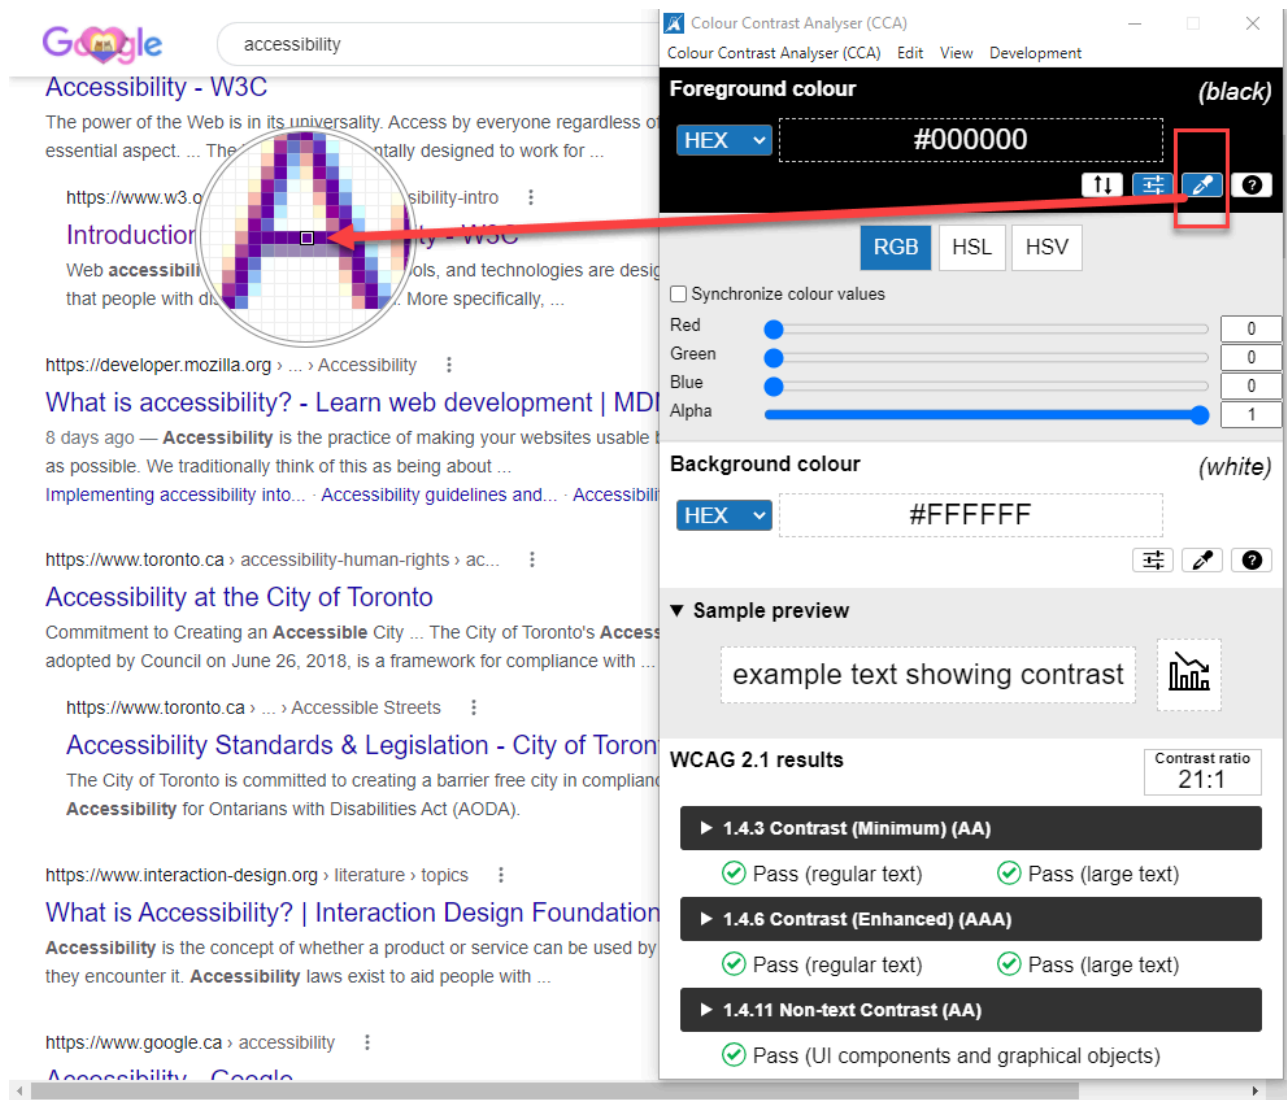 Google
accessibility
Accessibility - W3C
The power of the Web is in its universality. Access by everyone regardless of
essential aspect. ... The
ntally designed to work for ...
https://www.w3.o
sibility-intro
Introduction
ty - W3C
Web accessibili
ols, and technologies are desig
that people with di
. More specifically, ...
https://developer.mozilla.org › ... › Accessibility
What is accessibility? - Learn web development | MDN
8 days ago — Accessibility is the practice of making your websites usable b
as possible. We traditionally think of this as being about ...
Implementing accessibility into... · Accessibility guidelines and... · Accessibilit
https://www.toronto.ca › accessibility-human-rights › ac...
Accessibility at the City of Toronto
Commitment to Creating an Accessible City ... The City of Toronto's Access
adopted by Council on June 26, 2018, is a framework for compliance with ...
https://www.toronto.ca › ... › Accessible Streets
Accessibility Standards & Legislation - City of Toron
The City of Toronto is committed to creating a barrier free city in complianc
Accessibility for Ontarians with Disabilities Act (AODA).
https://www.interaction-design.org › literature › topics
What is Accessibility? | Interaction Design Foundation
Accessibility is the concept of whether a product or service can be used by
they encounter it. Accessibility laws exist to aid people with ...
https://www.google.ca › accessibility
Accessibility - Google
A
Colour Contrast Analyser (CCA)
Colour Contrast Analyser (CCA) Edit View Development
Foreground colour
(black)
HEX
#000000
RGB HSL HSV
Synchronize colour values
Red 0
Green 0
Blue 0
Alpha 1
Background colour
(white)
HEX
#FFFFFF
Sample preview
example text showing contrast
WCAG 2.1 results
Contrast ratio
21:1
1.4.3 Contrast (Minimum) (AA)
Pass (regular text) Pass (large text)
1.4.6 Contrast (Enhanced) (AAA)
Pass (regular text) Pass (large text)
1.4.11 Non-text Contrast (AA)
Pass (UI components and graphical objects)